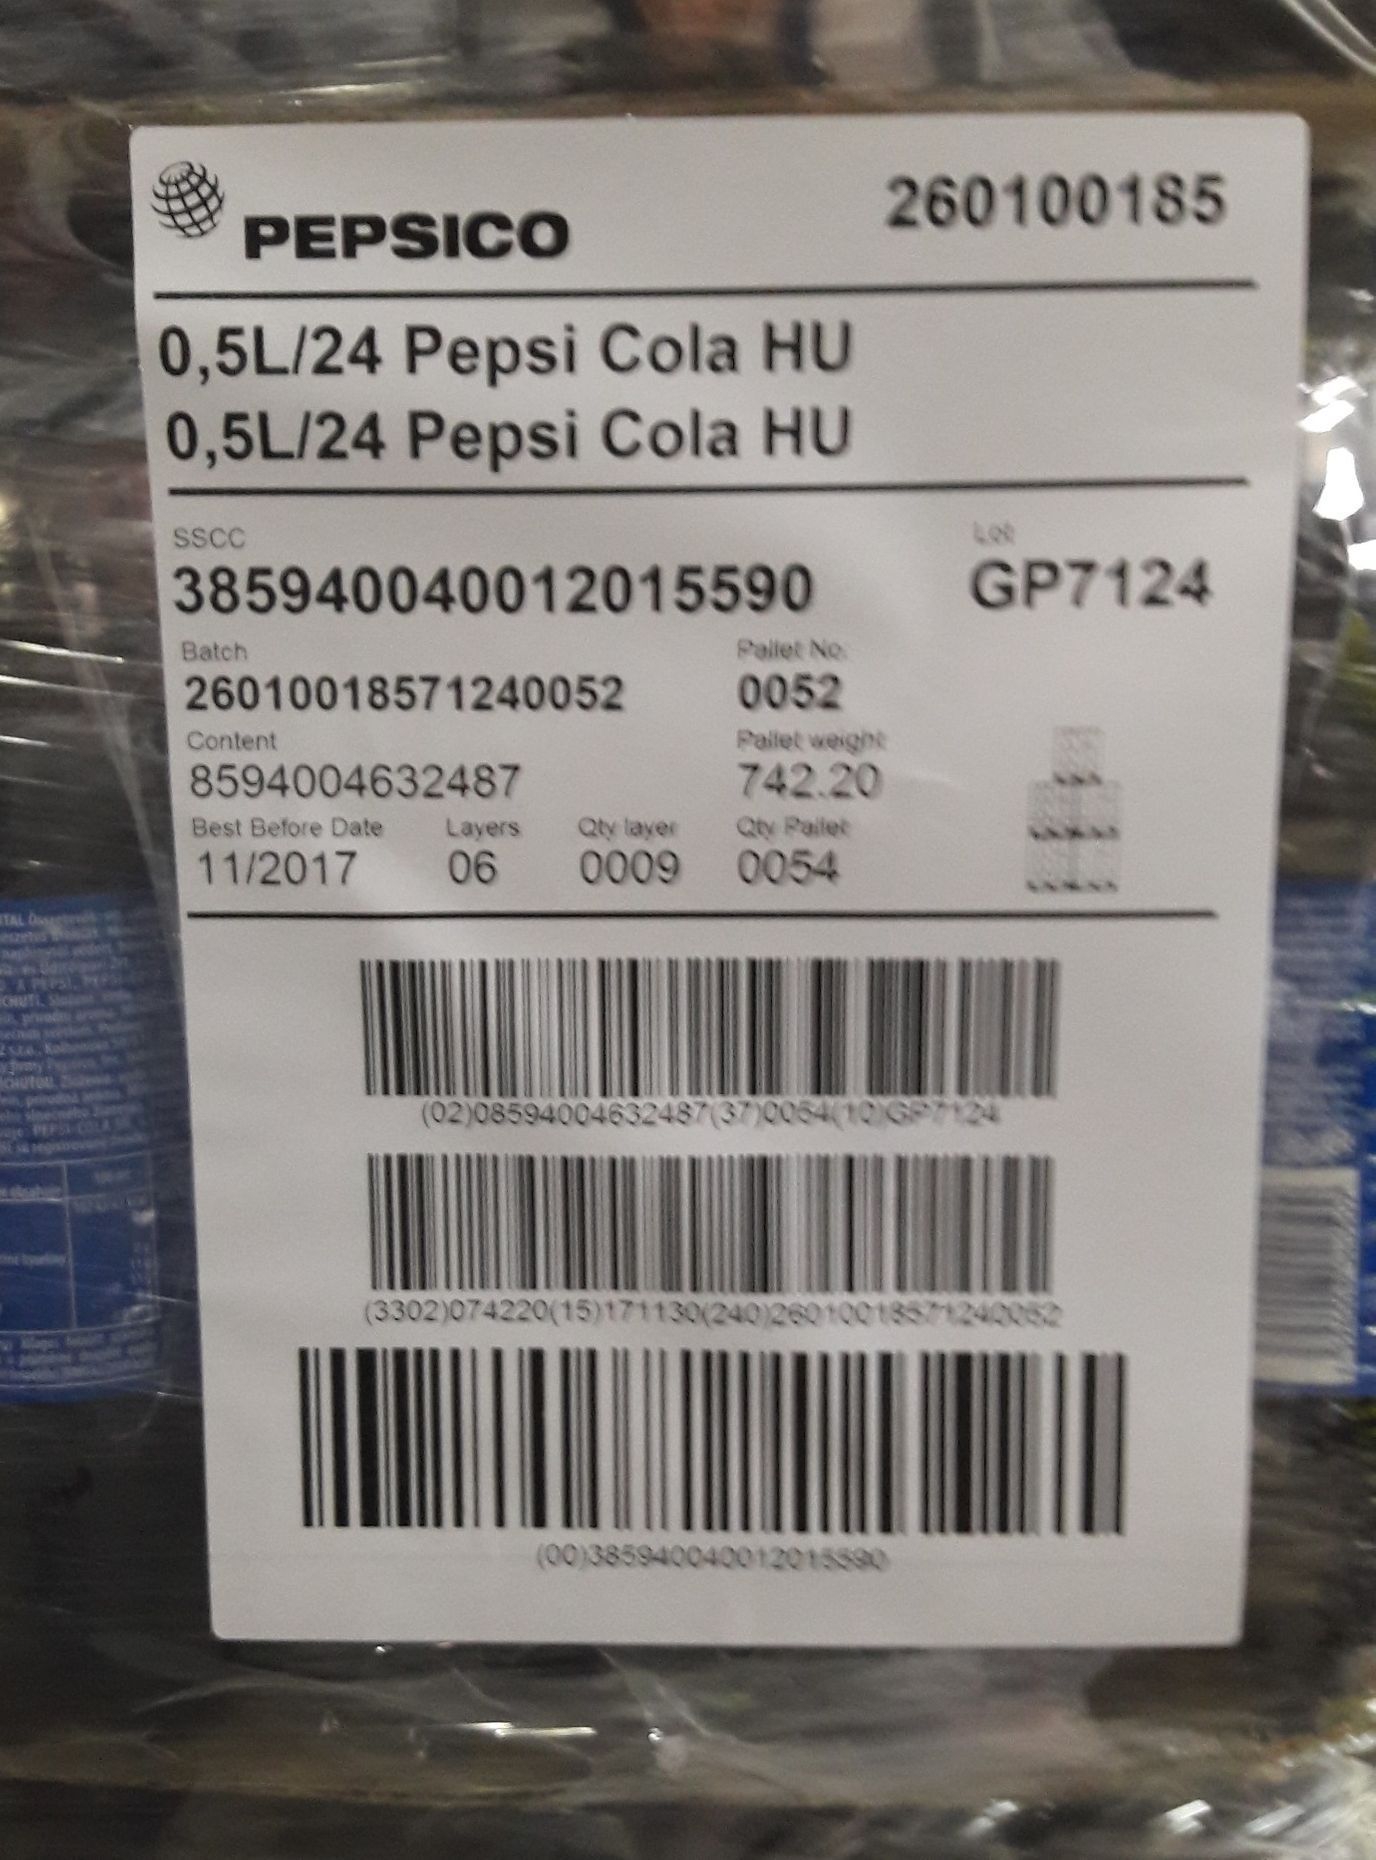 PEPSICO 260100185
0,5L/24 Pepsi Cola HU
0,5L/24 Pepsi Cola HU
SSCC Lot
385940040012015590 GP7124
Batch Pallet No.
26010018571240052 0052
Content Pallet weight
8594004632487 742.20
Best Before Date Layers Qty layer Qty Pallet
11/2017 06 0009 0054
(02)08594004632487(37)0054(10)GP7124
(3302)074220(15)171130(240)26010018571240052
(00)385940040012015590